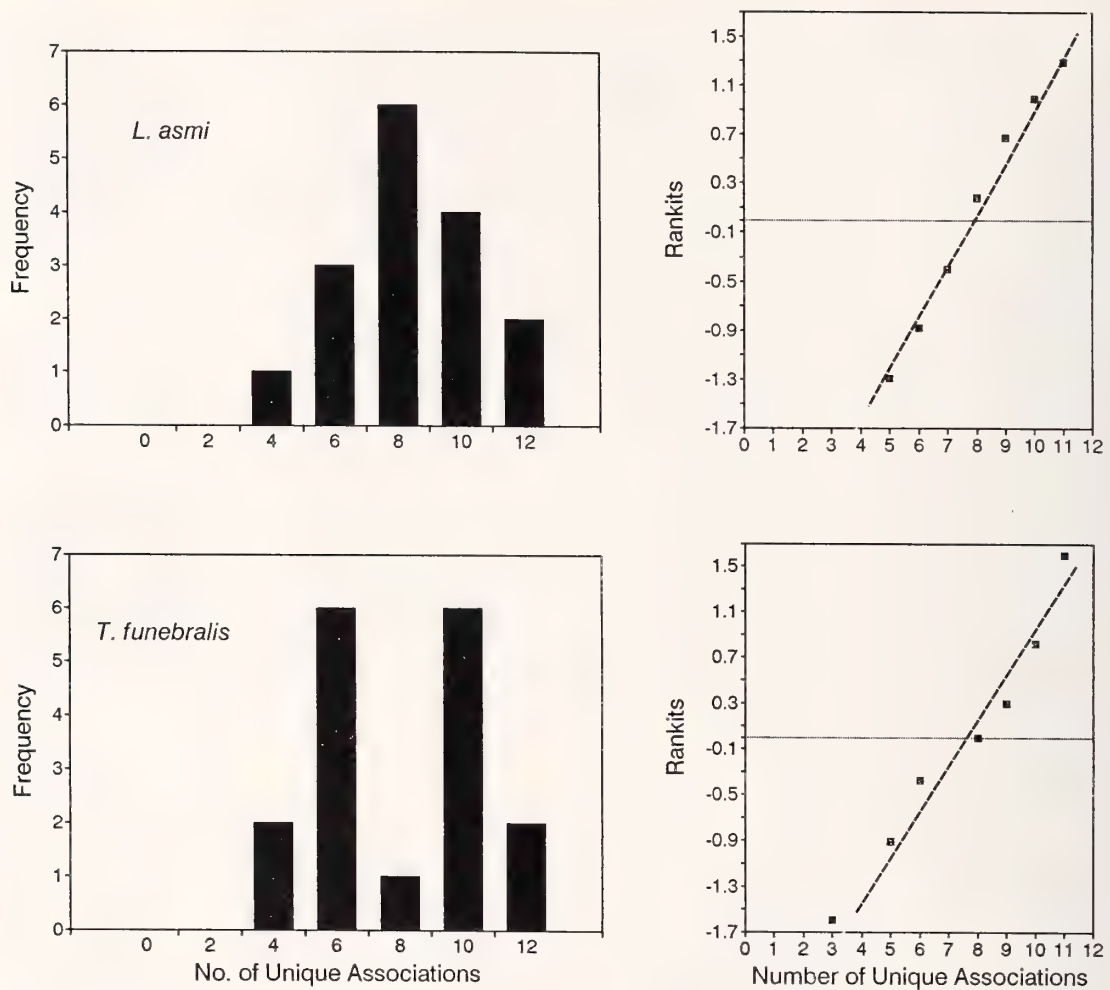 7
6
5
4
3
2
1
0
Frequency
L. asmi
0 2 4 6 8 10 12
1.5
1.1
0.7
0.3
-0.1
-0.5
-0.9
-1.3
-1.7
Rankits
0 1 2 3 4 5 6 7 8 9 10 11 12
7
6
5
4
3
2
1
0
Frequency
T. funebralis
0 2 4 6 8 10 12
No. of Unique Associations
1.5
1.1
0.7
0.3
-0.1
-0.5
-0.9
-1.3
-1.7
Rankits
0 1 2 3 4 5 6 7 8 9 10 11 12
Number of Unique Associations